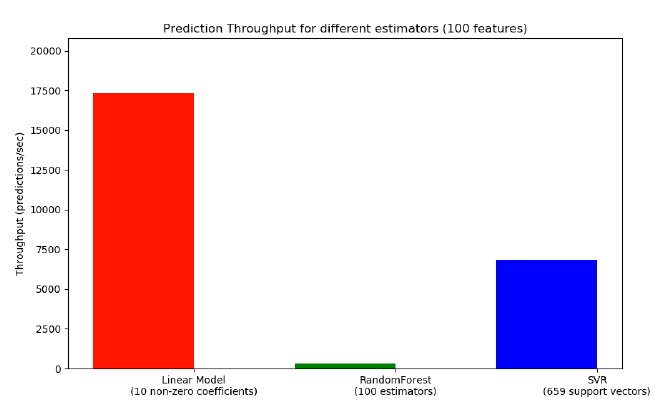 Prediction Throughput for different estimators (100 features)
Throughput (predictions/sec)
20000
17500
15000
12500
10000
7500
5000
2500
0
Linear Model
(10 non-zero coefficients)
RandomForest
(100 estimators)
SVR
(659 support vectors)